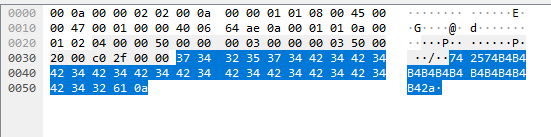 0000 00 0a 00 00 02 02 00 0a 00 00 01 01 08 00 45 00 ········ ······E·
0010 00 47 00 01 00 00 40 06 64 ae 0a 00 01 01 0a 00 ·G····@· d·······
0020 01 02 04 00 00 50 00 00 00 03 00 00 00 03 50 00 ·····P·· ······P·
0030 20 00 c0 2f 00 00 37 34 32 35 37 34 42 34 42 34 ··/··74 2574B4B4
0040 42 34 42 34 42 34 42 34 42 34 42 34 42 34 42 34 B4B4B4B4 B4B4B4B4
0050 42 34 32 61 0a B42a·